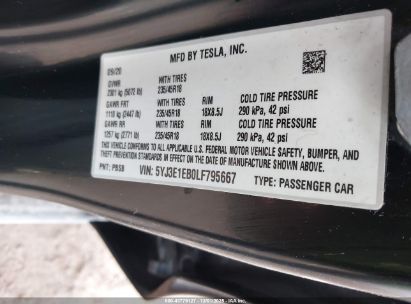 MFD BY TESLA, INC.
09/20
GVWR WITH TIRES
2301 kg (5072 lb) 235/45R18
GAWR FRT WITH TIRES RIM COLD TIRE PRESSURE
1110 kg (2447 lb) 235/45R18 18X8.5J 290 kPa, 42 psi
GAWR RR WITH TIRES RIM COLD TIRE PRESSURE
1257 kg (2771 lb) 235/45R18 18X8.5J 290 kPa, 42 psi
THIS VEHICLE CONFORMS TO ALL APPLICABLE U.S. FEDERAL MOTOR VEHICLE SAFETY, BUMPER, AND
THEFT PREVENTION STANDARDS IN EFFECT ON THE DATE OF MANUFACTURE SHOWN ABOVE.
PNT: PBSB VIN: 5YJ3E1EB0LF795667 TYPE: PASSENGER CAR